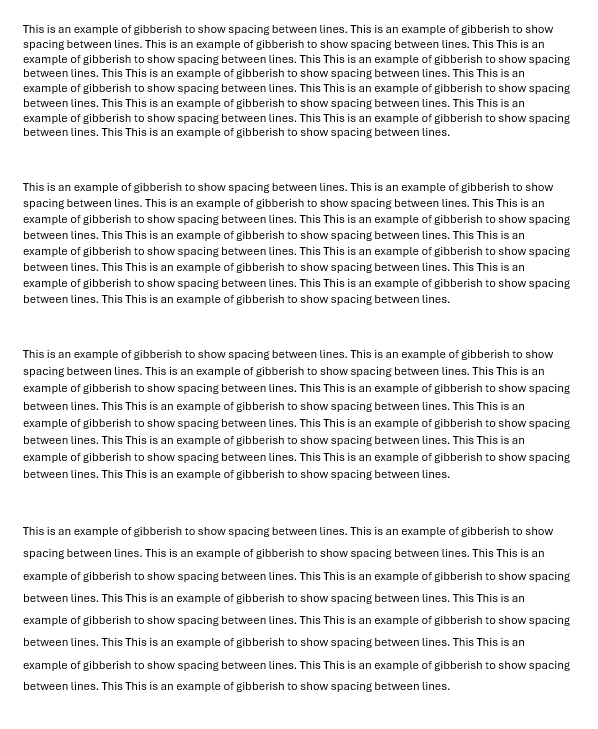 This is an example of gibberish to show spacing between lines. This is an example of gibberish to show
spacing between lines. This is an example of gibberish to show spacing between lines. This This is an
example of gibberish to show spacing between lines. This This is an example of gibberish to show spacing
between lines. This This is an example of gibberish to show spacing between lines. This This is an
example of gibberish to show spacing between lines. This This is an example of gibberish to show spacing
between lines. This This is an example of gibberish to show spacing between lines. This This is an
example of gibberish to show spacing between lines. This This is an example of gibberish to show spacing
between lines. This This is an example of gibberish to show spacing between lines.
This is an example of gibberish to show spacing between lines. This is an example of gibberish to show
spacing between lines. This is an example of gibberish to show spacing between lines. This This is an
example of gibberish to show spacing between lines. This This is an example of gibberish to show spacing
between lines. This This is an example of gibberish to show spacing between lines. This This is an
example of gibberish to show spacing between lines. This This is an example of gibberish to show spacing
between lines. This This is an example of gibberish to show spacing between lines. This This is an
example of gibberish to show spacing between lines. This This is an example of gibberish to show spacing
between lines. This This is an example of gibberish to show spacing between lines.
This is an example of gibberish to show spacing between lines. This is an example of gibberish to show
spacing between lines. This is an example of gibberish to show spacing between lines. This This is an
example of gibberish to show spacing between lines. This This is an example of gibberish to show spacing
between lines. This This is an example of gibberish to show spacing between lines. This This is an
example of gibberish to show spacing between lines. This This is an example of gibberish to show spacing
between lines. This This is an example of gibberish to show spacing between lines. This This is an
example of gibberish to show spacing between lines. This This is an example of gibberish to show spacing
between lines. This This is an example of gibberish to show spacing between lines.
This is an example of gibberish to show spacing between lines. This is an example of gibberish to show
spacing between lines. This is an example of gibberish to show spacing between lines. This This is an
example of gibberish to show spacing between lines. This This is an example of gibberish to show spacing
between lines. This This is an example of gibberish to show spacing between lines. This This is an
example of gibberish to show spacing between lines. This This is an example of gibberish to show spacing
between lines. This This is an example of gibberish to show spacing between lines. This This is an
example of gibberish to show spacing between lines. This This is an example of gibberish to show spacing
between lines. This This is an example of gibberish to show spacing between lines.